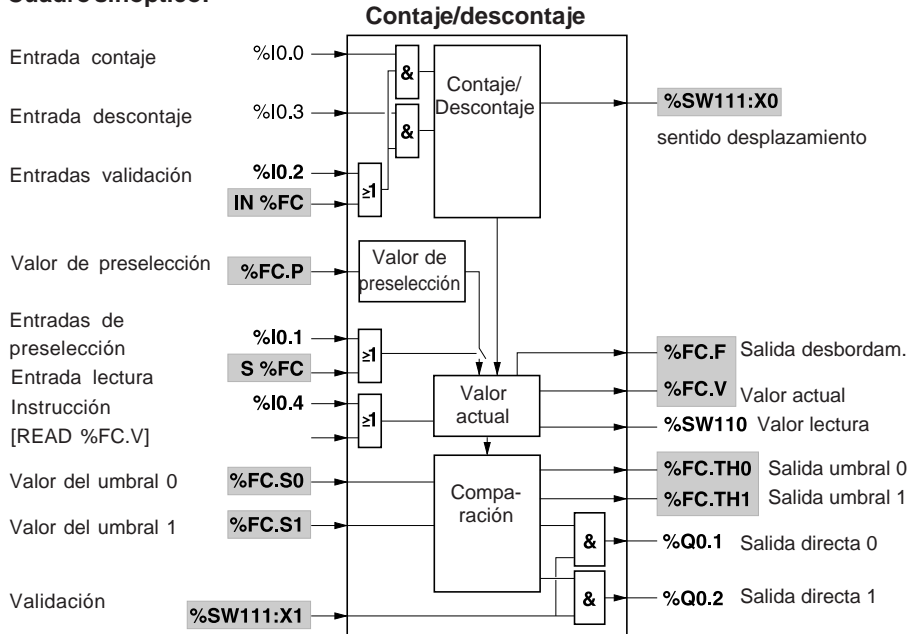 Cuadro sinóptico:
Contaje/descontaje
Entrada contaje %I0.0
&
Contaje/
Descontaje
%SW111:X0
sentido desplazamiento
Entrada descontaje %I0.3
&
Entradas validación %I0.2
IN %FC
≥1
Valor de preselección %FC.P
Valor de
preselección
Entradas de
preselección
%I0.1
S %FC
≥1
Entrada lectura
Instrucción
[READ %FC.V]
%I0.4
≥1
Valor
actual
%FC.F Salida desbordam.
%FC.V Valor actual
%SW110 Valor lectura
Valor del umbral 0 %FC.S0
Valor del umbral 1 %FC.S1
Compa-
ración
%FC.TH0 Salida umbral 0
%FC.TH1 Salida umbral 1
& %Q0.1 Salida directa 0
& %Q0.2 Salida directa 1
Validación
%SW111:X1